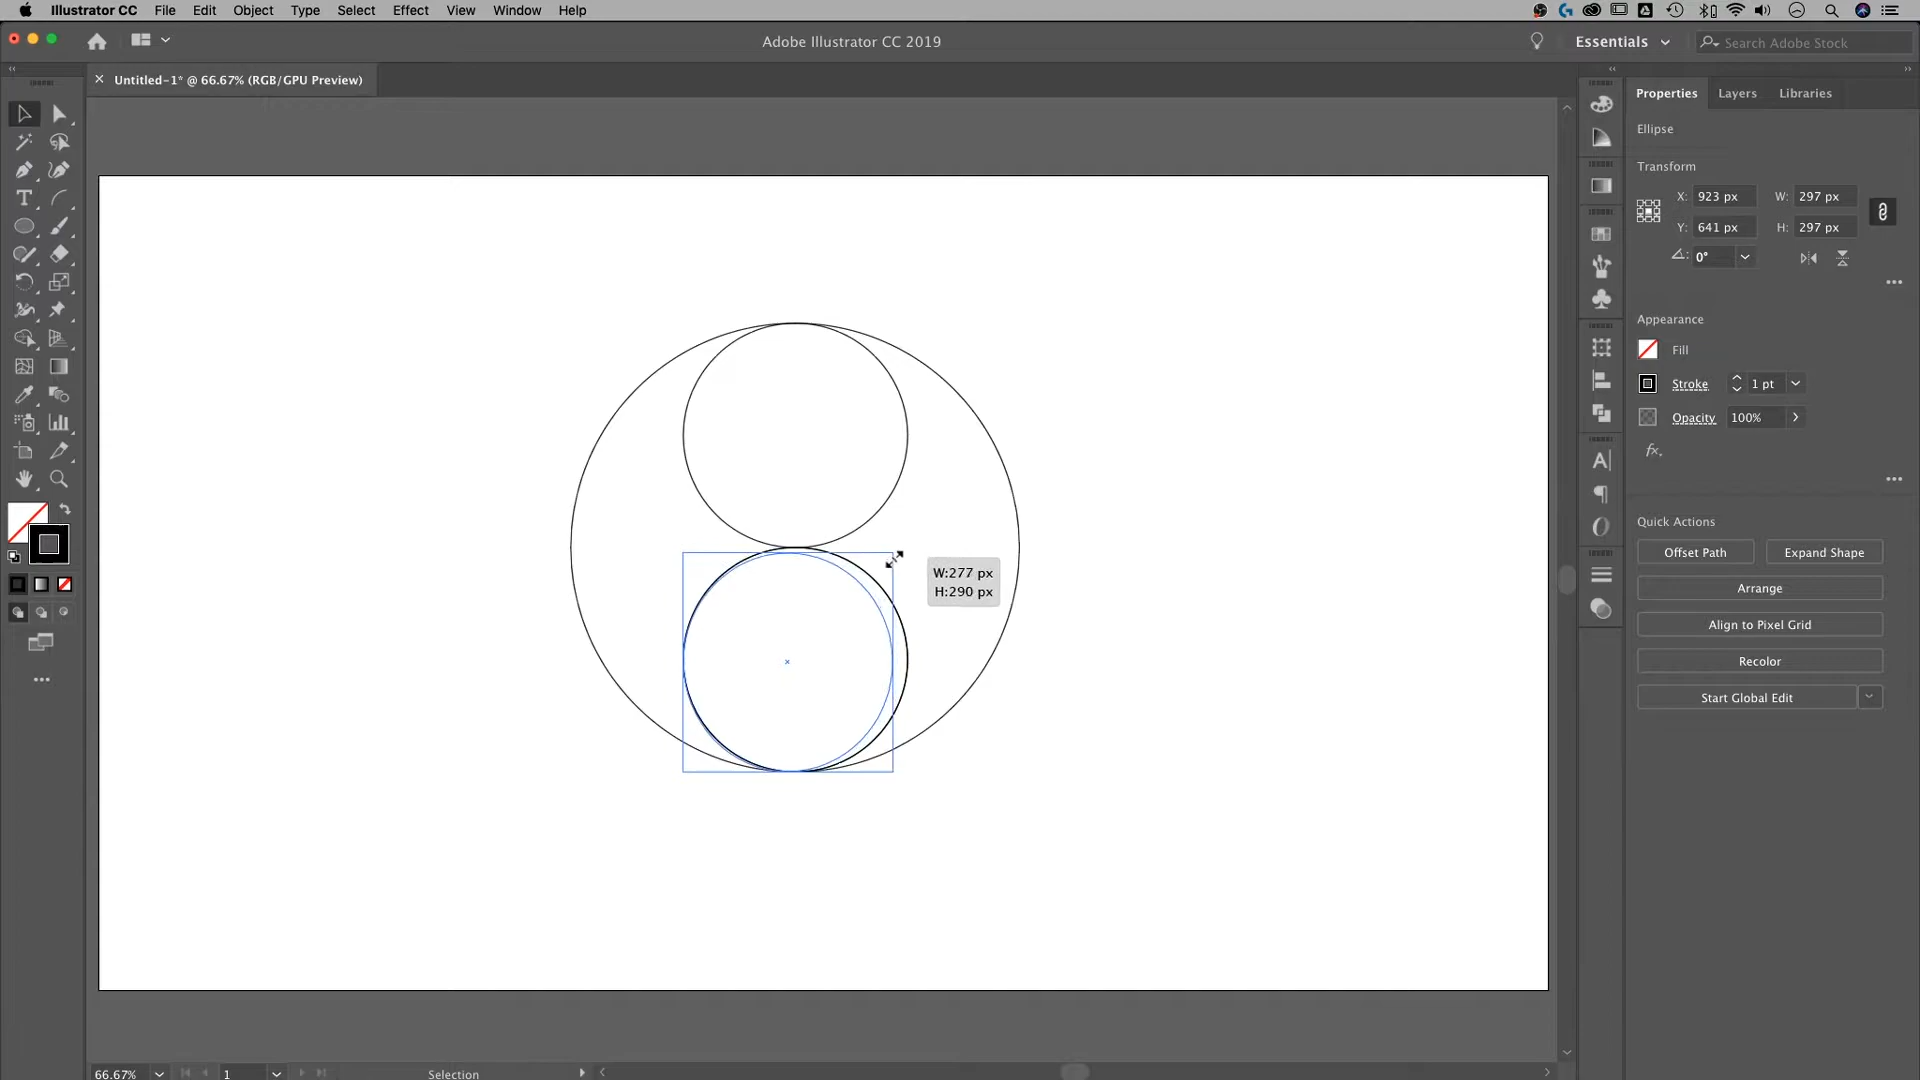 Illustrator CC File Edit Object Type Select Effect View Window Help
Adobe Illustrator CC 2019
Essentials
Search Adobe Stock
Untitled-1* @ 66.67% (RGB/GPU Preview)
Properties Layers Libraries
Ellipse
Transform
X: 923 px W: 297 px
Y: 641 px H: 297 px
0°
Appearance
Fill
Stroke 1 pt
Opacity 100%
fx.
Quick Actions
Offset Path Expand Shape
Arrange
Align to Pixel Grid
Recolor
Start Global Edit
W:277 px
H:290 px
66.67% 1 Selection